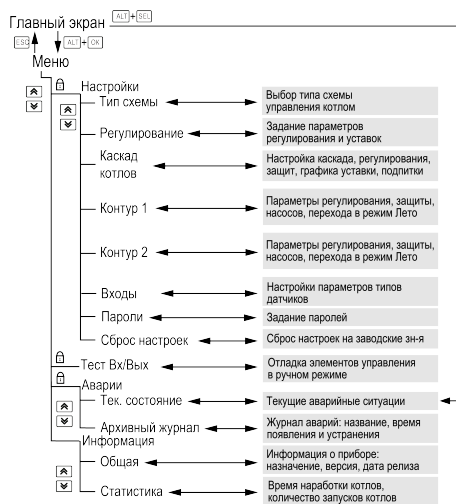 Главный экран ALT + SEL
ESC ALT + OK
Меню
Настройки
Тип схемы
Выбор типа схемы
управления котлом
Регулирование
Задание параметров
регулирования и уставок
Каскад
котлов
Настройка каскада, регулирования,
защит, графика уставки, подпитки
Контур 1
Параметры регулирования, защиты,
насосов, перехода в режим Лето
Контур 2
Параметры регулирования, защиты,
насосов, перехода в режим Лето
Входы
Настройки параметров типов
датчиков
Пароли
Задание паролей
Сброс настроек
Сброс настроек на заводские зн-я
Тест Вх/Вых
Отладка элементов управления
в ручном режиме
Аварии
Тек. состояние
Текущие аварийные ситуации
Архивный журнал
Журнал аварий: название, время
появления и устранения
Информация
Общая
Информация о приборе:
назначение, версия, дата релиза
Статистика
Время наработки котлов,
количество запусков котлов